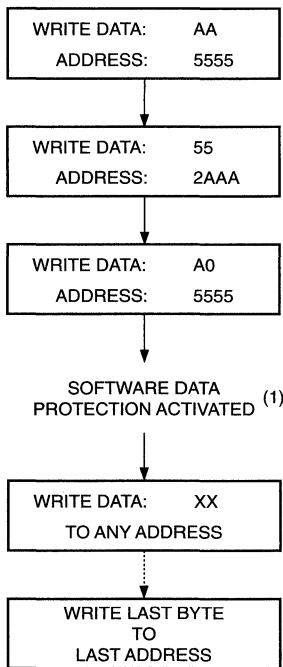 WRITE DATA: AA
ADDRESS: 5555
WRITE DATA: 55
ADDRESS: 2AAA
WRITE DATA: A0
ADDRESS: 5555
SOFTWARE DATA
PROTECTION ACTIVATED (1)
WRITE DATA: XX
TO ANY ADDRESS
WRITE LAST BYTE
TO
LAST ADDRESS